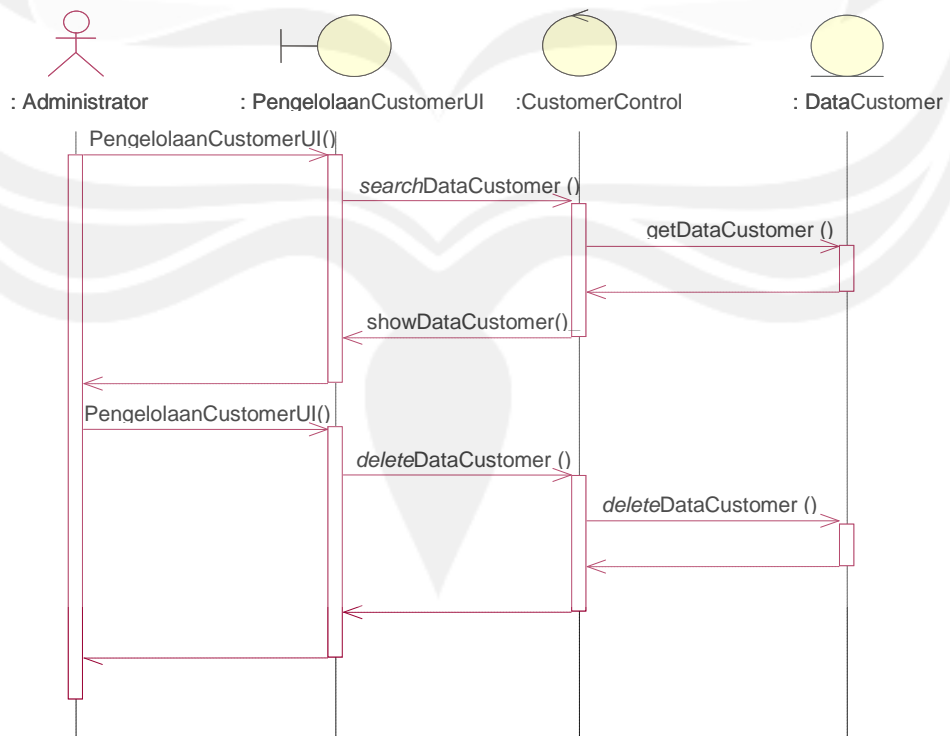 : Administrator
: PengelolaanCustomerUI
:CustomerControl
: DataCustomer
PengelolaanCustomerUI()
searchDataCustomer ()
getDataCustomer ()
showDataCustomer()
PengelolaanCustomerUI()
deleteDataCustomer ()
deleteDataCustomer ()